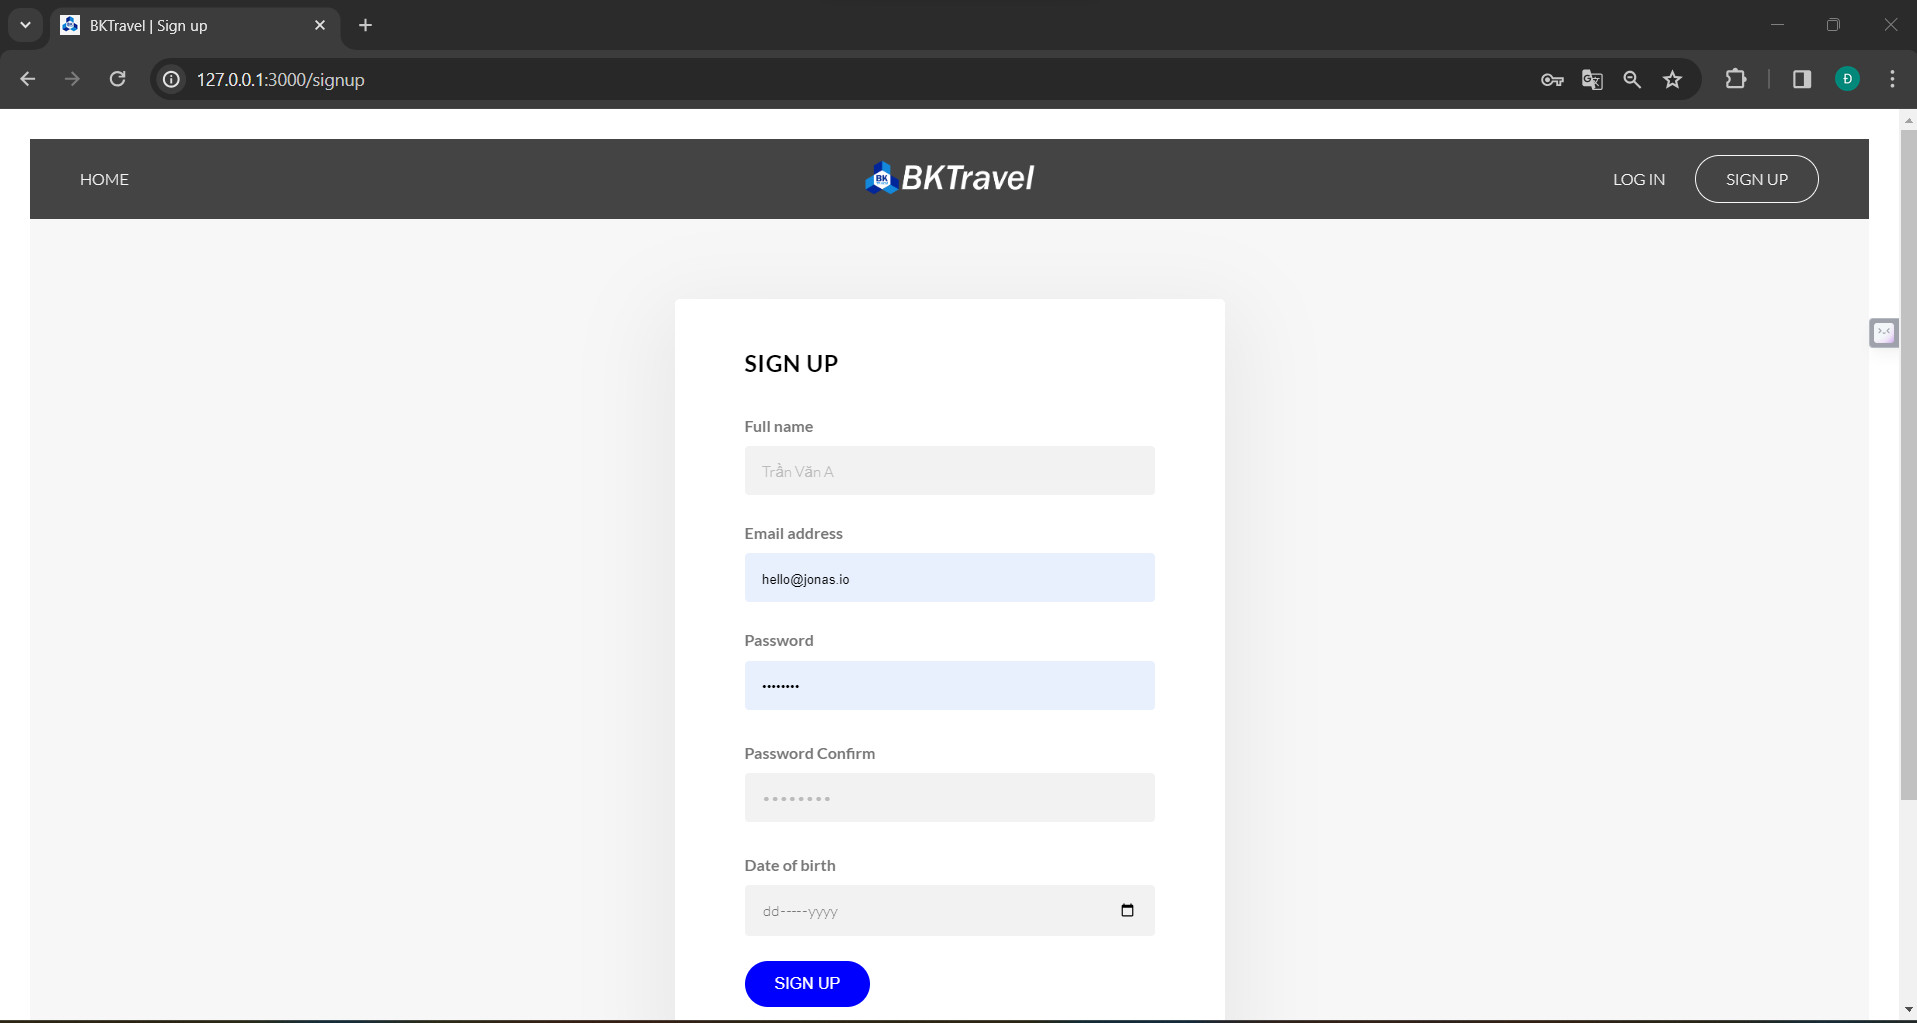 BKTravel | Sign up
127.0.0.1:3000/signup
Đ
HOME
BK
BKTravel
LOG IN
SIGN UP
SIGN UP
Full name
Trần Văn A
Email address
hello@jonas.io
Password
••••••••
Password Confirm
••••••••
Date of birth
dd-----yyyy
SIGN UP